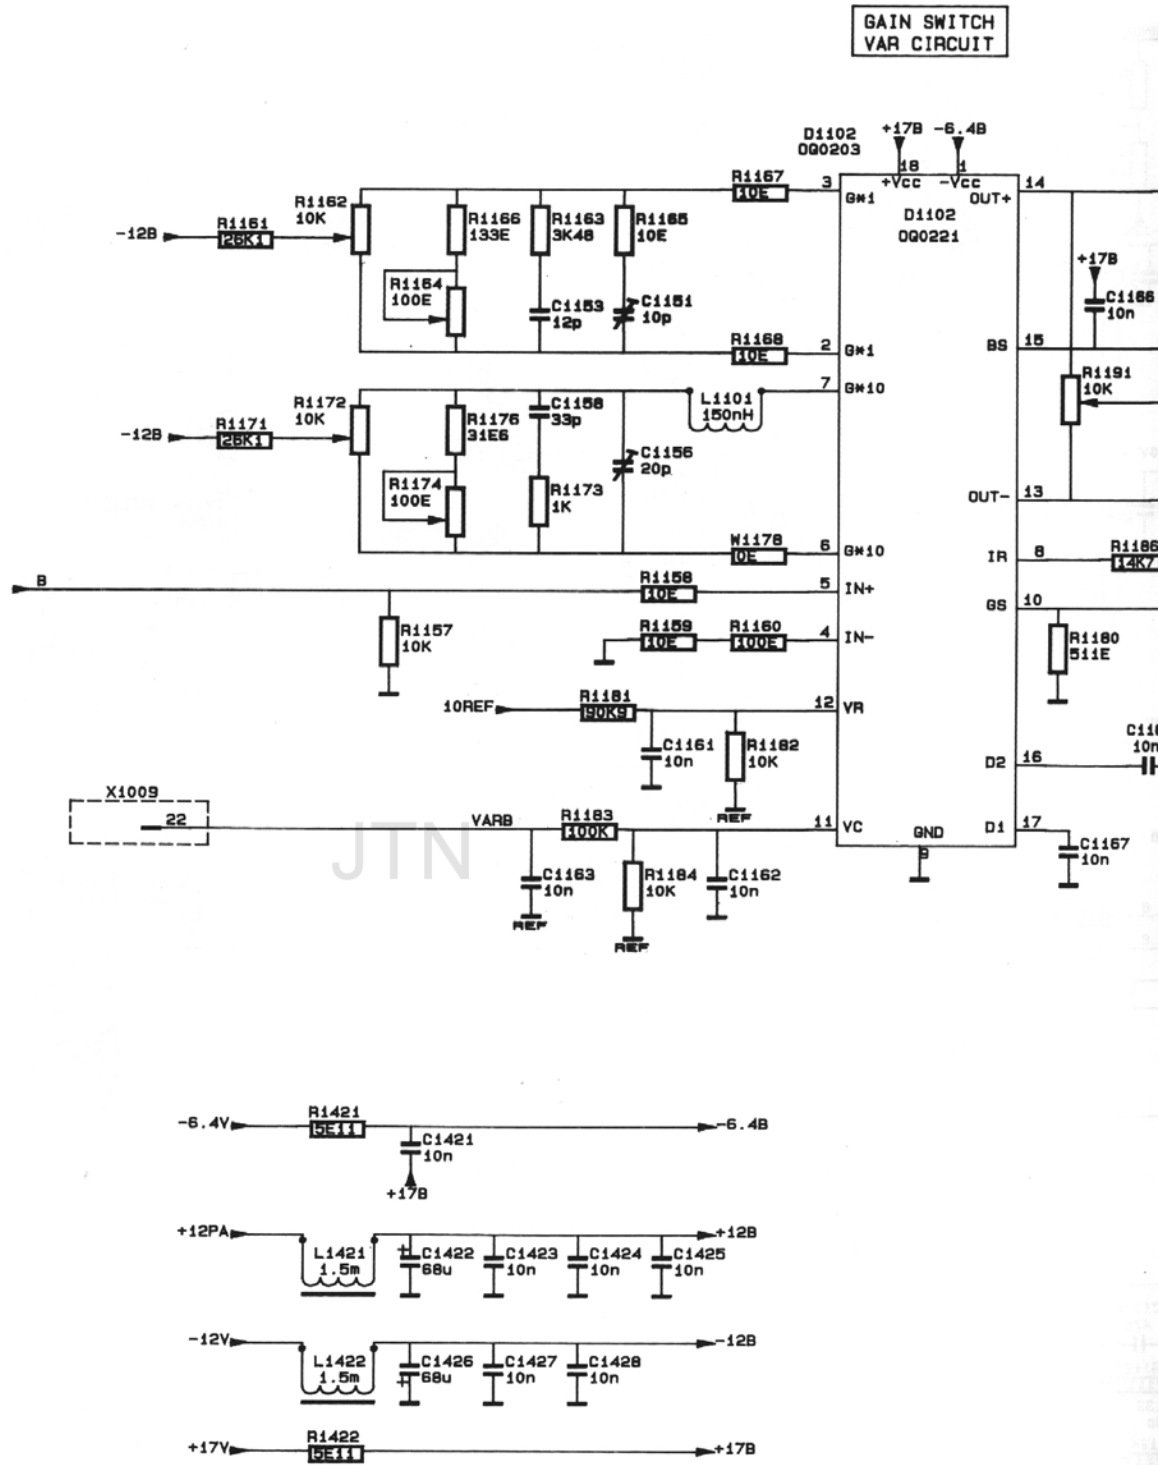 GAIN SWITCH
VAR CIRCUIT
D1102
OQ0203
+17B
-6.4B
18
1
+Vcc
-Vcc
D1102
OQ0221
R1167
10E
3
G*1
14
OUT+
R1161
26K1
-12B
R1162
10K
R1166
133E
R1163
3K48
R1165
10E
R1164
100E
C1153
12p
C1151
10p
R1168
10E
2
G*1
+17B
C1166
10n
15
BS
R1191
10K
7
G*10
L1101
150nH
R1172
10K
R1171
26K1
-12B
R1176
31E6
C1158
33p
C1156
20p
R1174
100E
R1173
1K
OUT-
13
W1178
0E
6
G*10
IR
8
R1186
14K7
B
R1158
10E
5
IN+
GS
10
R1157
10K
R1159
10E
R1160
100E
4
IN-
R1180
511E
10REF
R1181
90K9
12
VR
C1161
10n
R1182
10K
REF
D2
16
C116
10n
X1009
22
VARB
R1183
100K
11
VC
GND
9
D1
17
C1167
10n
JTN
C1163
10n
REF
R1184
10K
REF
C1162
10n
-6.4V
R1421
5E11
-6.4B
C1421
10n
+17B
+12PA
L1421
1.5m
+
C1422
68u
C1423
10n
C1424
10n
C1425
10n
+12B
-12V
L1422
1.5m
+
C1426
68u
C1427
10n
C1428
10n
-12B
+17V
R1422
5E11
+17B